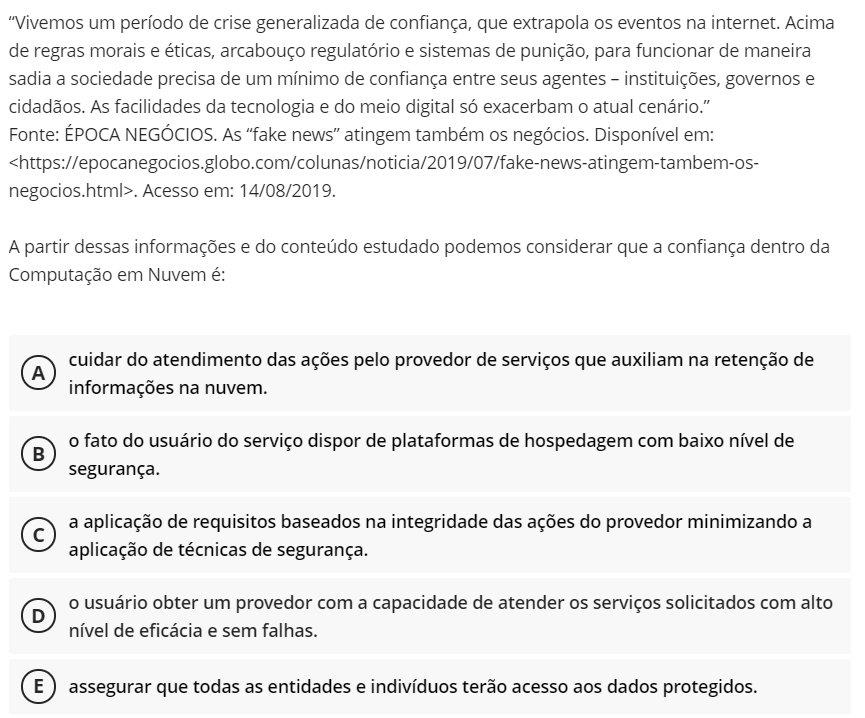 “Vivemos um período de crise generalizada de confiança, que extrapola os eventos na internet. Acima
de regras morais e éticas, arcabouço regulatório e sistemas de punição, para funcionar de maneira
sadia a sociedade precisa de um mínimo de confiança entre seus agentes – instituições, governos e
cidadãos. As facilidades da tecnologia e do meio digital só exacerbam o atual cenário.”
Fonte: ÉPOCA NEGÓCIOS. As “fake news” atingem também os negócios. Disponível em:
<https://epocanegocios.globo.com/colunas/noticia/2019/07/fake-news-atingem-tambem-os-
negocios.html>. Acesso em: 14/08/2019.
A partir dessas informações e do conteúdo estudado podemos considerar que a confiança dentro da
Computação em Nuvem é:
A cuidar do atendimento das ações pelo provedor de serviços que auxiliam na retenção de
informações na nuvem.
B o fato do usuário do serviço dispor de plataformas de hospedagem com baixo nível de
segurança.
C a aplicação de requisitos baseados na integridade das ações do provedor minimizando a
aplicação de técnicas de segurança.
D o usuário obter um provedor com a capacidade de atender os serviços solicitados com alto
nível de eficácia e sem falhas.
E assegurar que todas as entidades e indivíduos terão acesso aos dados protegidos.